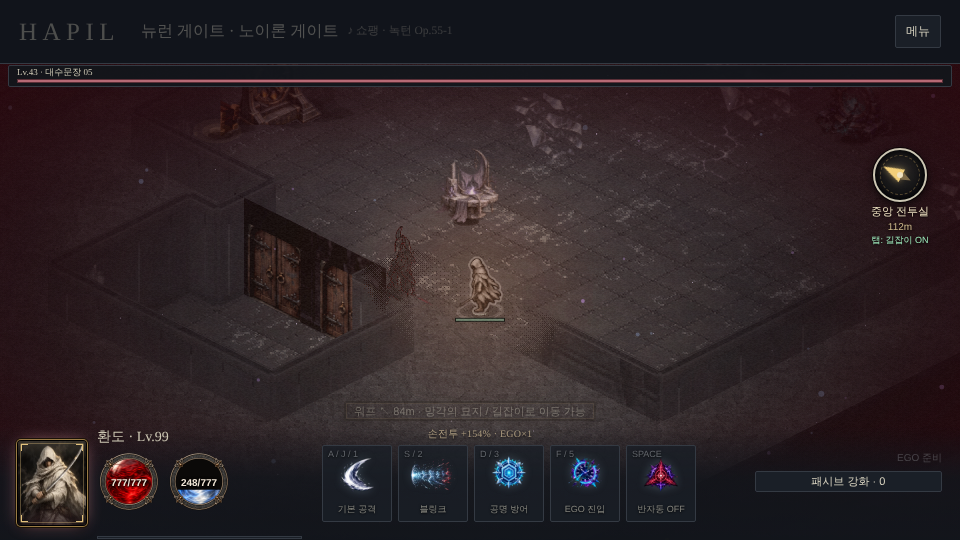 HAPIL 뉴런 게이트 · 노이론 게이트 ♪ 쇼팽 · 녹턴 Op.55-1
메뉴
Lv.43 · 대수문장 05
중앙 전투실
112m
탭: 길잡이 ON
워프 84m · 망각의 묘지 / 길잡이로 이동 가능
손전투 +154% · EGO×1
환도 · Lv.99
777/777
248/777
A / J / 1
기본 공격
S / 2
블링크
D / 3
공명 방어
F / 5
EGO 진입
SPACE
반자동 OFF
EGO 준비
패시브 강화 · 0